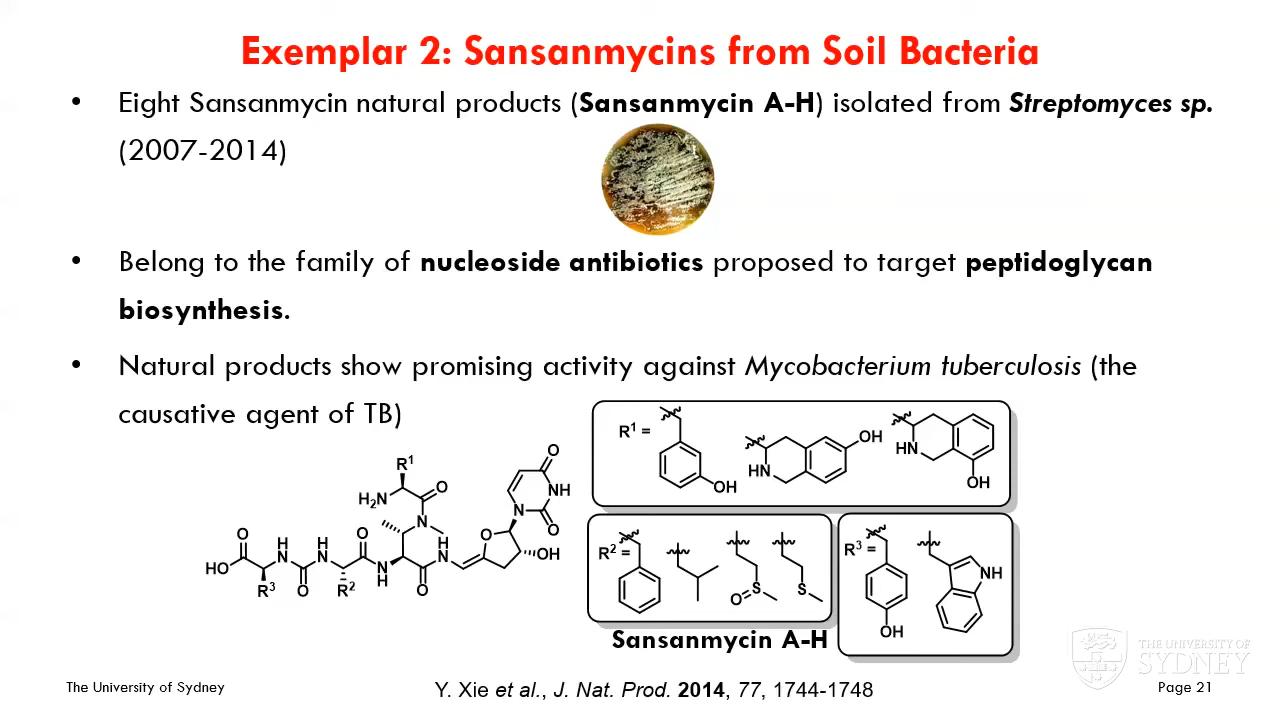 Exemplar 2: Sansanmycins from Soil Bacteria
• Eight Sansanmycin natural products (Sansanmycin A-H) isolated from Streptomyces sp.
(2007-2014)
• Belong to the family of nucleoside antibiotics proposed to target peptidoglycan
biosynthesis.
• Natural products show promising activity against Mycobacterium tuberculosis (the
causative agent of TB)
R1 =
OH
HN
OH
HN
OH
R1
H2N
O
N
O
NH
N
O
O
OH
O
HO
R3
H
N
O
H
N
R2
O
N
H
O
H
N
R2 =
O
S
S
R3 =
OH
NH
Sansanmycin A-H
THE UNIVERSITY OF
SYDNEY
The University of Sydney
Y. Xie et al., J. Nat. Prod. 2014, 77, 1744-1748
Page 21